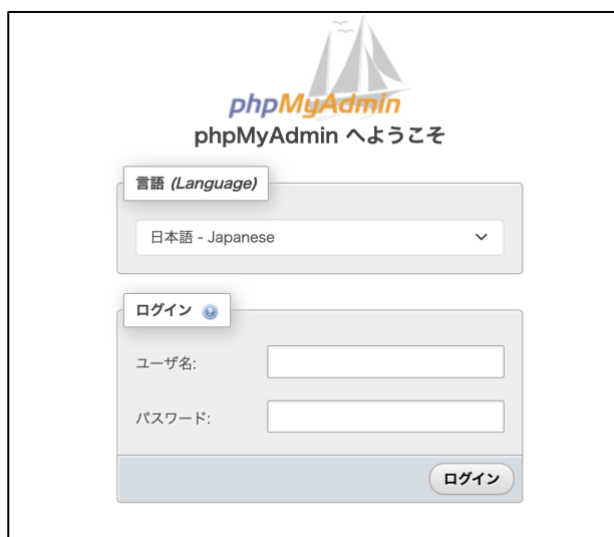 phpMyAdmin
phpMyAdmin へようこそ
言語 (Language)
日本語 - Japanese
ログイン
ユーザ名:
パスワード:
ログイン